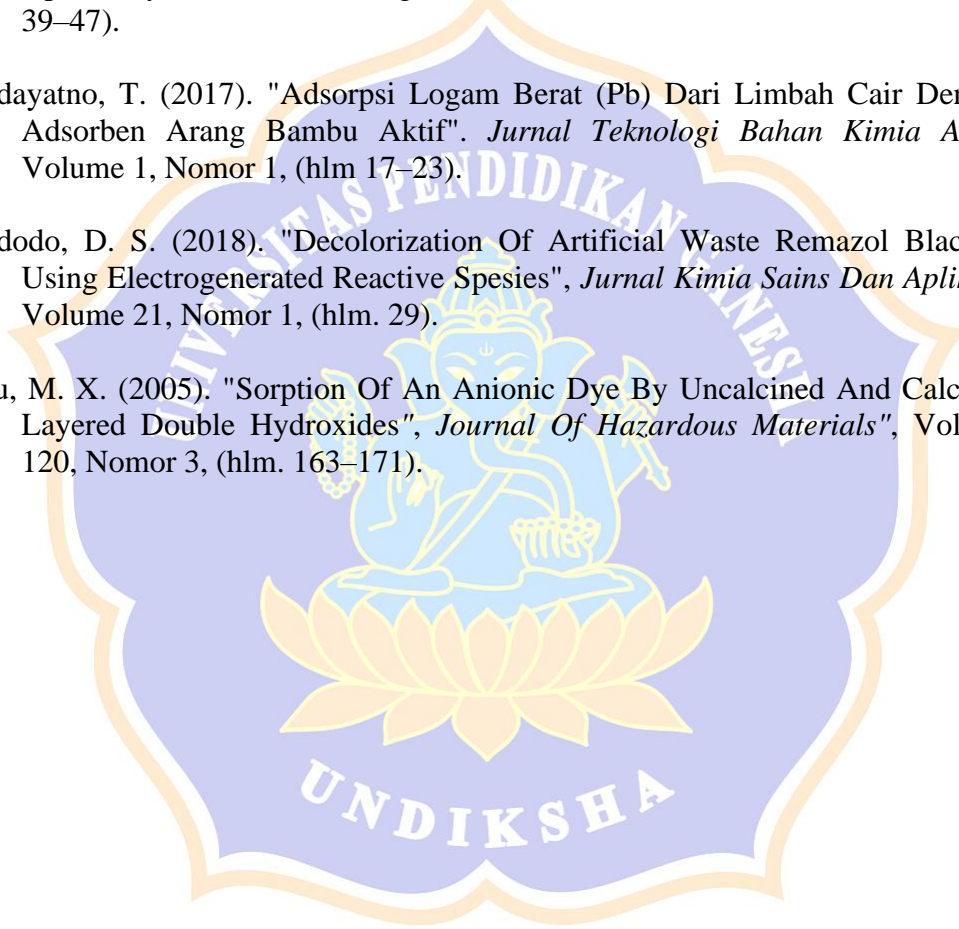 39–47).
dayatno, T. (2017). "Adsorpsi Logam Berat (Pb) Dari Limbah Cair Den
Adsorben Arang Bambu Aktif". Jurnal Teknologi Bahan Kimia A
Volume 1, Nomor 1, (hlm 17–23).
dodo, D. S. (2018). "Decolorization Of Artificial Waste Remazol Blac
Using Electrogenerated Reactive Spesies", Jurnal Kimia Sains Dan Aplik
Volume 21, Nomor 1, (hlm. 29).
u, M. X. (2005). "Sorption Of An Anionic Dye By Uncalcined And Calc
Layered Double Hydroxides", Journal Of Hazardous Materials", Vol
120, Nomor 3, (hlm. 163–171).
UNIVERSITAS PENDIDIKAN GANESHA
UNDIKSHA